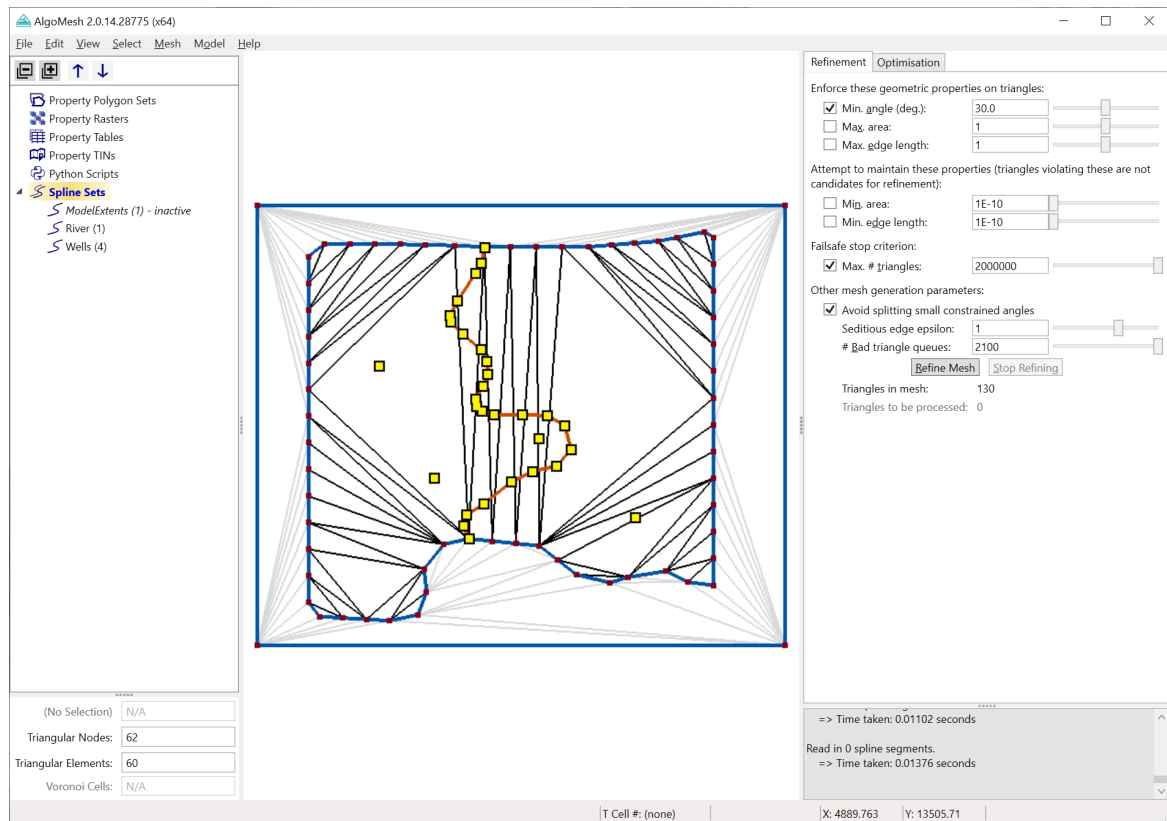 AlgoMesh 2.0.14.28775 (x64)
File Edit View Select Mesh Model Help
Property Polygon Sets
Property Rasters
Property Tables
Property TINs
Python Scripts
Spline Sets
ModelExtents (1) - inactive
River (1)
Wells (4)
(No Selection) N/A
Triangular Nodes: 62
Triangular Elements: 60
Voronoi Cells: N/A
Refinement Optimisation
Enforce these geometric properties on triangles:
Min. angle (deg.): 30.0
Max. area: 1
Max. edge length: 1
Attempt to maintain these properties (triangles violating these are not
candidates for refinement):
Min. area: 1E-10
Min. edge length: 1E-10
Failsafe stop criterion:
Max. # triangles: 2000000
Other mesh generation parameters:
Avoid splitting small constrained angles
Seditious edge epsilon: 1
# Bad triangle queues: 2100
Refine Mesh Stop Refining
Triangles in mesh: 130
Triangles to be processed: 0
=> Time taken: 0.01102 seconds
Read in 0 spline segments.
=> Time taken: 0.01376 seconds
T Cell #: (none) X: 4889.763 Y: 13505.71